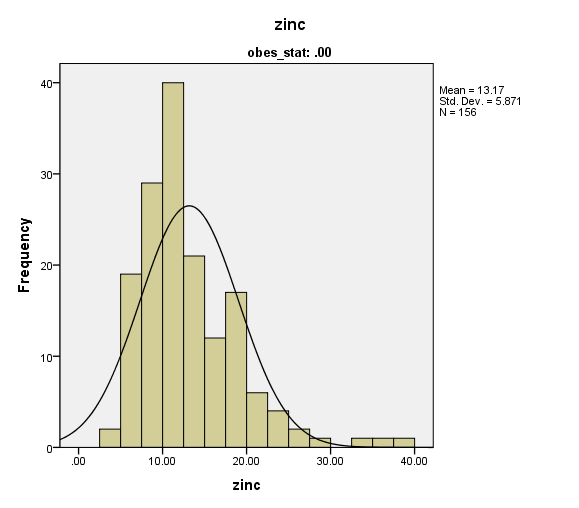 zinc
obes_stat: .00
Mean = 13.17
Std. Dev. = 5.871
N = 156
Frequency
40
30
20
10
0
.00 10.00 20.00 30.00 40.00
zinc